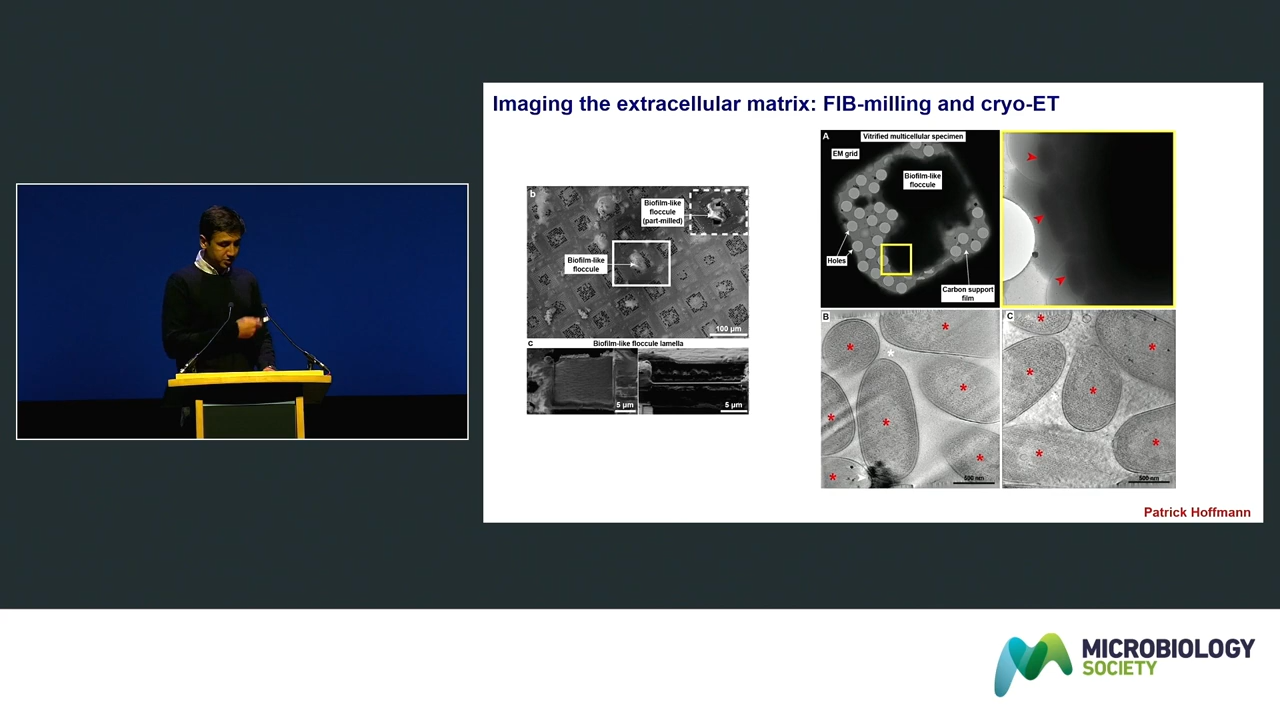 Imaging the extracellular matrix: FIB-milling and cryo-ET
b
Biofilm-like
floccule
(part-milled)
Biofilm-like
floccule
100 µm
c
Biofilm-like floccule lamella
5 µm
5 µm
A
Vitrified multicellular specimen
EM grid
Biofilm-like
floccule
Holes
Carbon support
film
B
500 nm
C
500 nm
Patrick Hoffmann
MICROBIOLOGY
SOCIETY